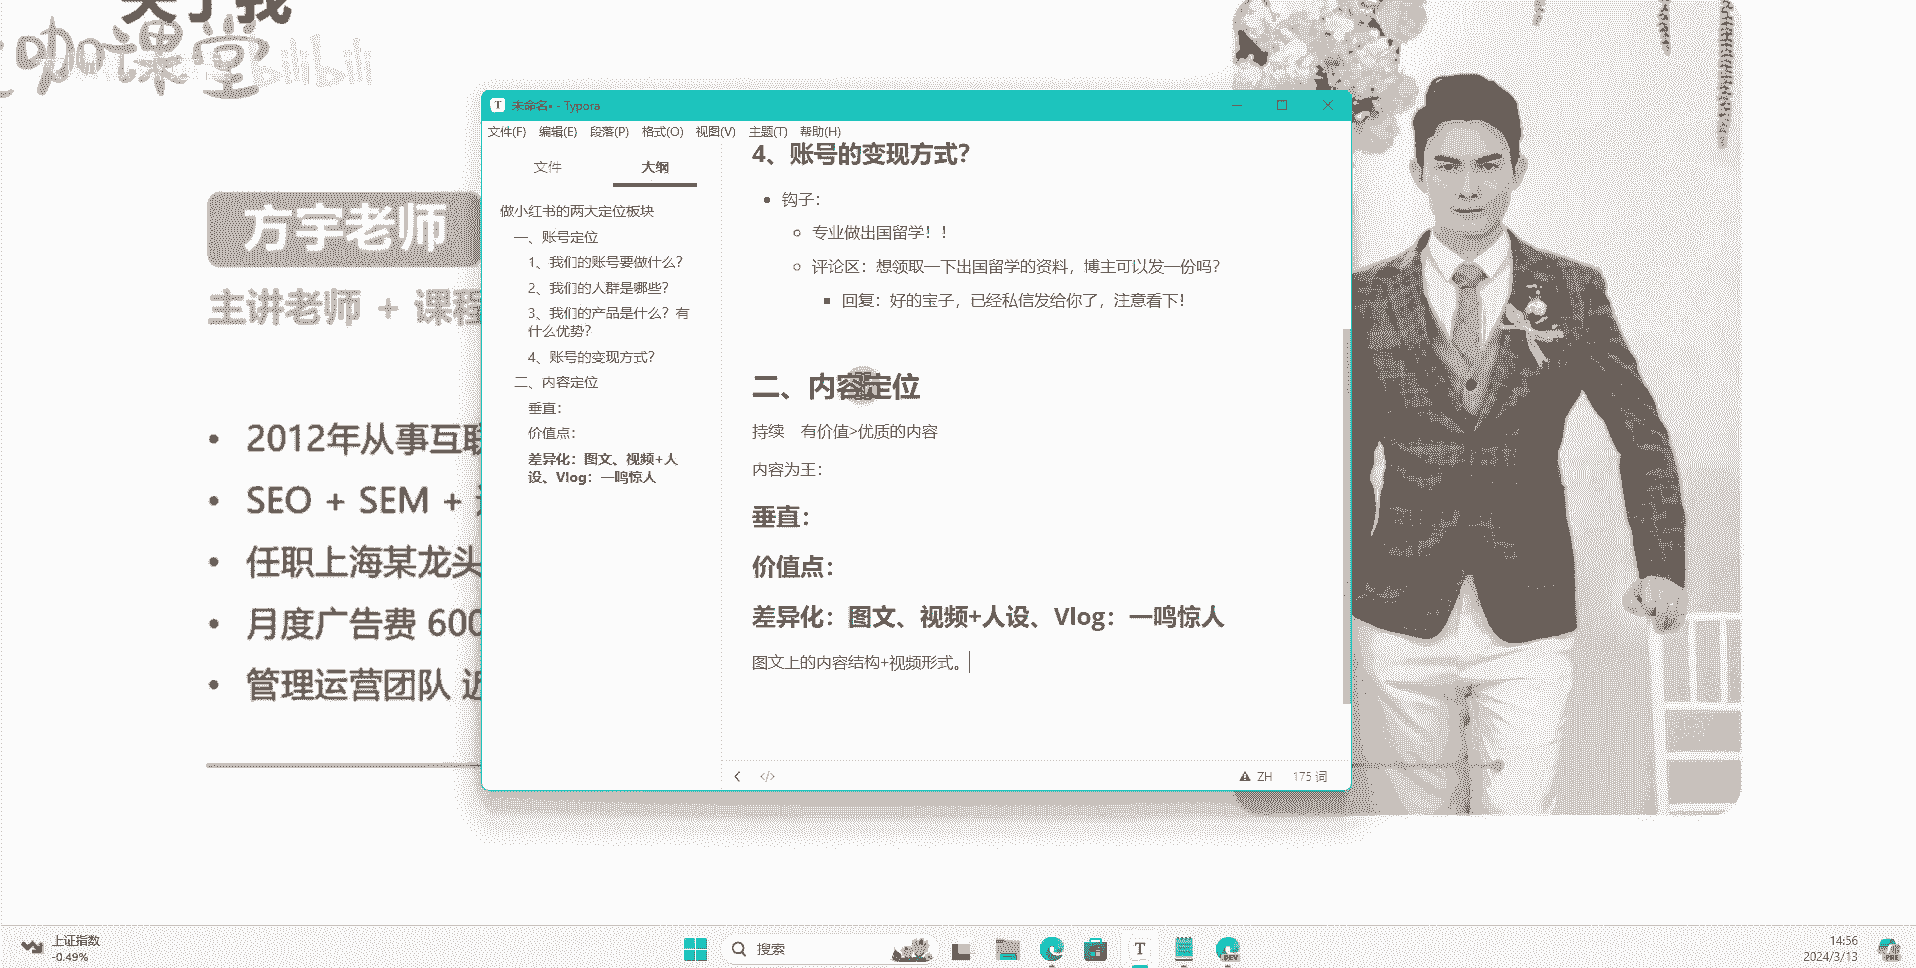 关于我
咖课堂
bilibili
方宇老师
主讲老师 + 课程
2012年从事互联
SEO + SEM +
任职上海某龙头
月度广告费 600
管理运营团队 近
未命名• - Typora
文件(F) 编辑(E) 段落(P) 格式(O) 视图(V) 主题(T) 帮助(H)
文件 大纲
做小红书的两大定位板块
一、账号定位
1、我们的账号要做什么？
2、我们的人群是哪些？
3、我们的产品是什么？有
什么优势？
4、账号的变现方式？
二、内容定位
垂直：
价值点：
差异化：图文、视频+人
设、Vlog：一鸣惊人
4、账号的变现方式？
钩子：
专业做出国留学！！
评论区：想领取一下出国留学的资料，博主可以发一份吗？
回复：好的宝子，已经私信发给你了，注意看下！
二、内容定位
持续 有价值>优质的内容
内容为王：
垂直：
价值点：
差异化：图文、视频+人设、Vlog：一鸣惊人
图文上的内容结构+视频形式。
ZH 175 词
上证指数
-0.49%
搜索
T
DEV
14:56
2024/3/13
PRE